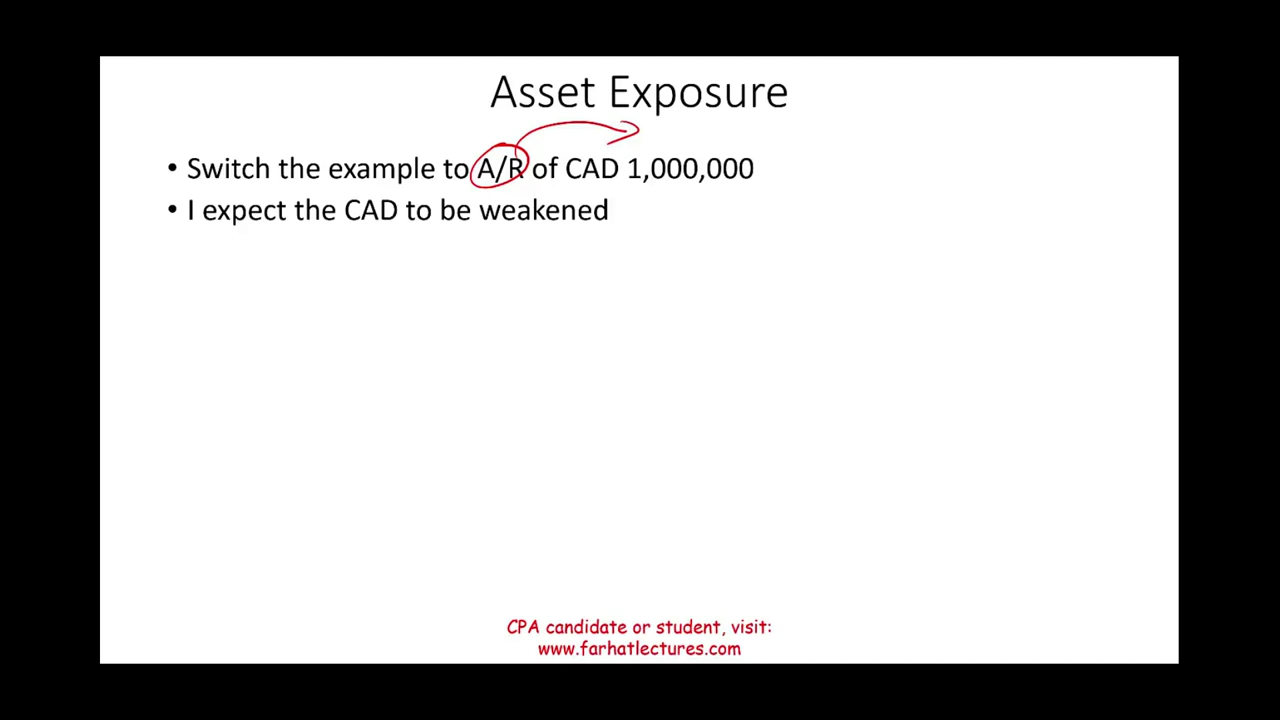 Asset Exposure
• Switch the example to A/R of CAD 1,000,000
• I expect the CAD to be weakened
CPA candidate or student, visit:
www.farhatlectures.com